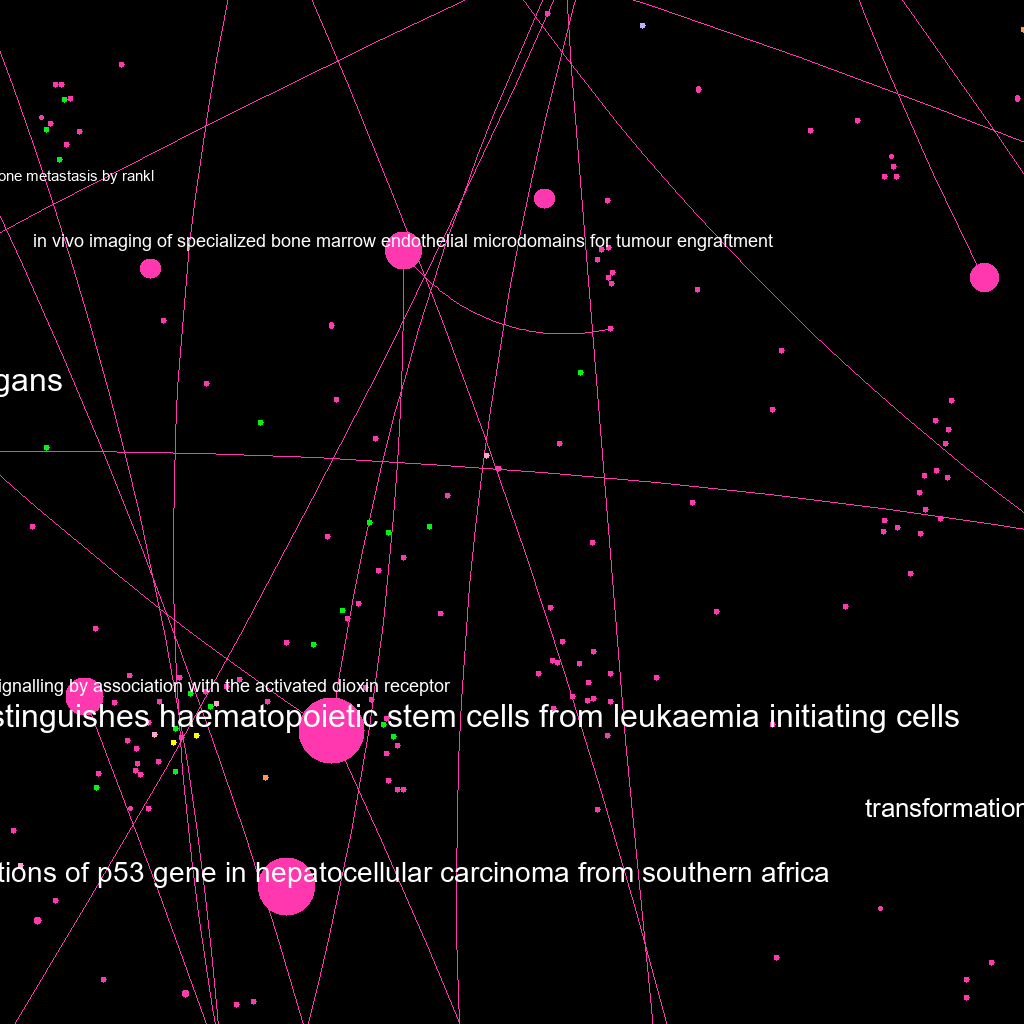 one metastasis by rankl
in vivo imaging of specialized bone marrow endothelial microdomains for tumour engraftment
gans
ignalling by association with the activated dioxin receptor
stinguishes haematopoietic stem cells from leukaemia initiating cells
transformation
tions of p53 gene in hepatocellular carcinoma from southern africa